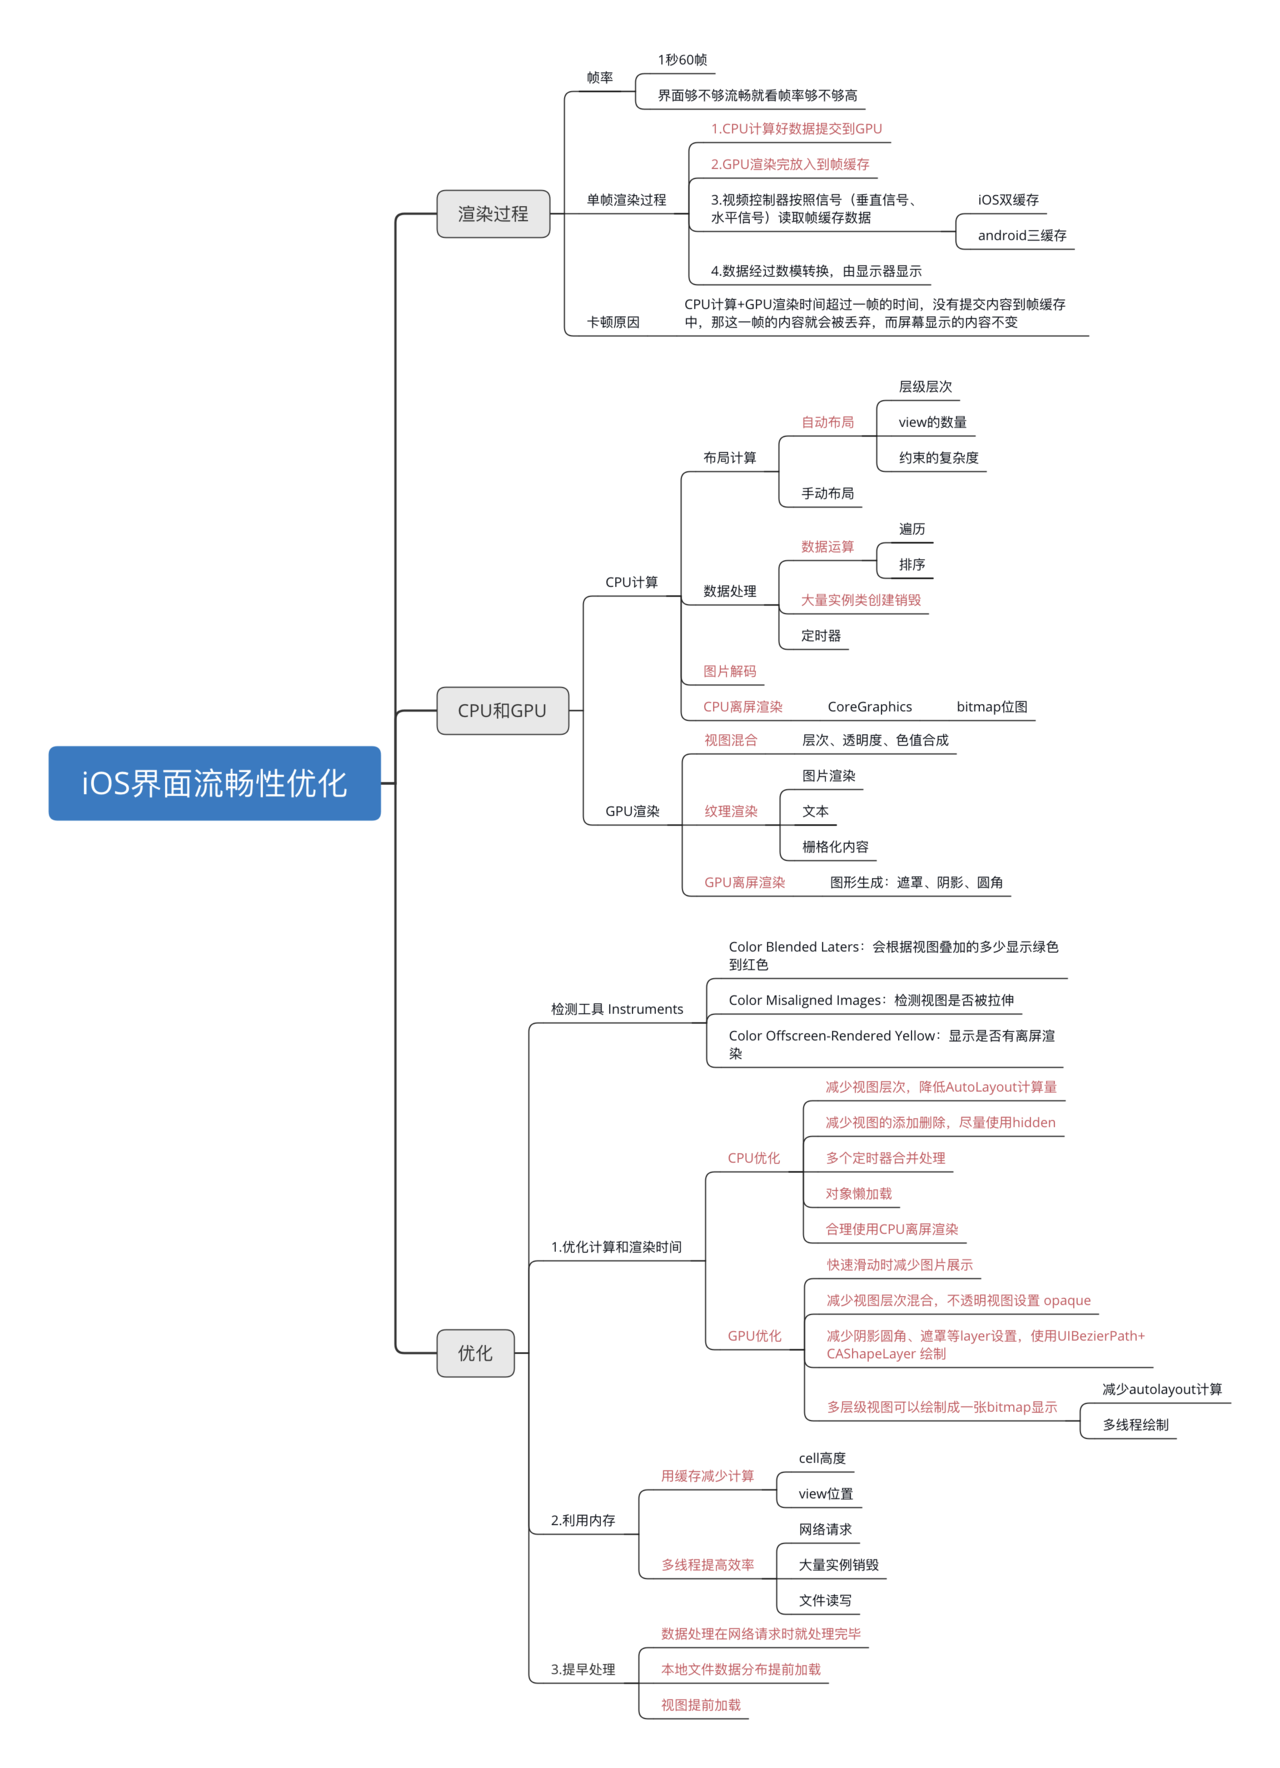 iOS界面流畅性优化
渲染过程
帧率
1秒60帧
界面够不够流畅就看帧率够不够高
单帧渲染过程
1.CPU计算好数据提交到GPU
2.GPU渲染完放入到帧缓存
3.视频控制器按照信号（垂直信号、
水平信号）读取帧缓存数据
iOS双缓存
android三缓存
4.数据经过数模转换，由显示器显示
卡顿原因
CPU计算+GPU渲染时间超过一帧的时间，没有提交内容到帧缓存
中，那这一帧的内容就会被丢弃，而屏幕显示的内容不变
CPU和GPU
CPU计算
布局计算
自动布局
层级层次
view的数量
约束的复杂度
手动布局
数据处理
数据运算
遍历
排序
大量实例类创建销毁
定时器
图片解码
CPU离屏渲染
CoreGraphics
bitmap位图
GPU渲染
视图混合
层次、透明度、色值合成
纹理渲染
图片渲染
文本
栅格化内容
GPU离屏渲染
图形生成：遮罩、阴影、圆角
优化
检测工具 Instruments
Color Blended Laters：会根据视图叠加的多少显示绿色
到红色
Color Misaligned Images：检测视图是否被拉伸
Color Offscreen-Rendered Yellow：显示是否有离屏渲
染
1.优化计算和渲染时间
CPU优化
减少视图层次，降低AutoLayout计算量
减少视图的添加删除，尽量使用hidden
多个定时器合并处理
对象懒加载
合理使用CPU离屏渲染
GPU优化
快速滑动时减少图片展示
减少视图层次混合，不透明视图设置 opaque
减少阴影圆角、遮罩等layer设置，使用UIBezierPath+
CAShapeLayer 绘制
多层级视图可以绘制成一张bitmap显示
减少autolayout计算
多线程绘制
2.利用内存
用缓存减少计算
cell高度
view位置
多线程提高效率
网络请求
大量实例销毁
文件读写
3.提早处理
数据处理在网络请求时就处理完毕
本地文件数据分布提前加载
视图提前加载